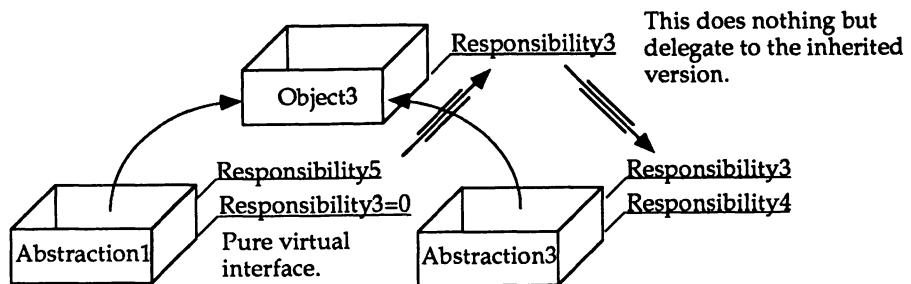 This does nothing but
delegate to the inherited
version.
Responsibility3
Object3
Responsibility5
Responsibility3=0
Pure virtual
interface.
Abstraction1
Responsibility3
Responsibility4
Abstraction3